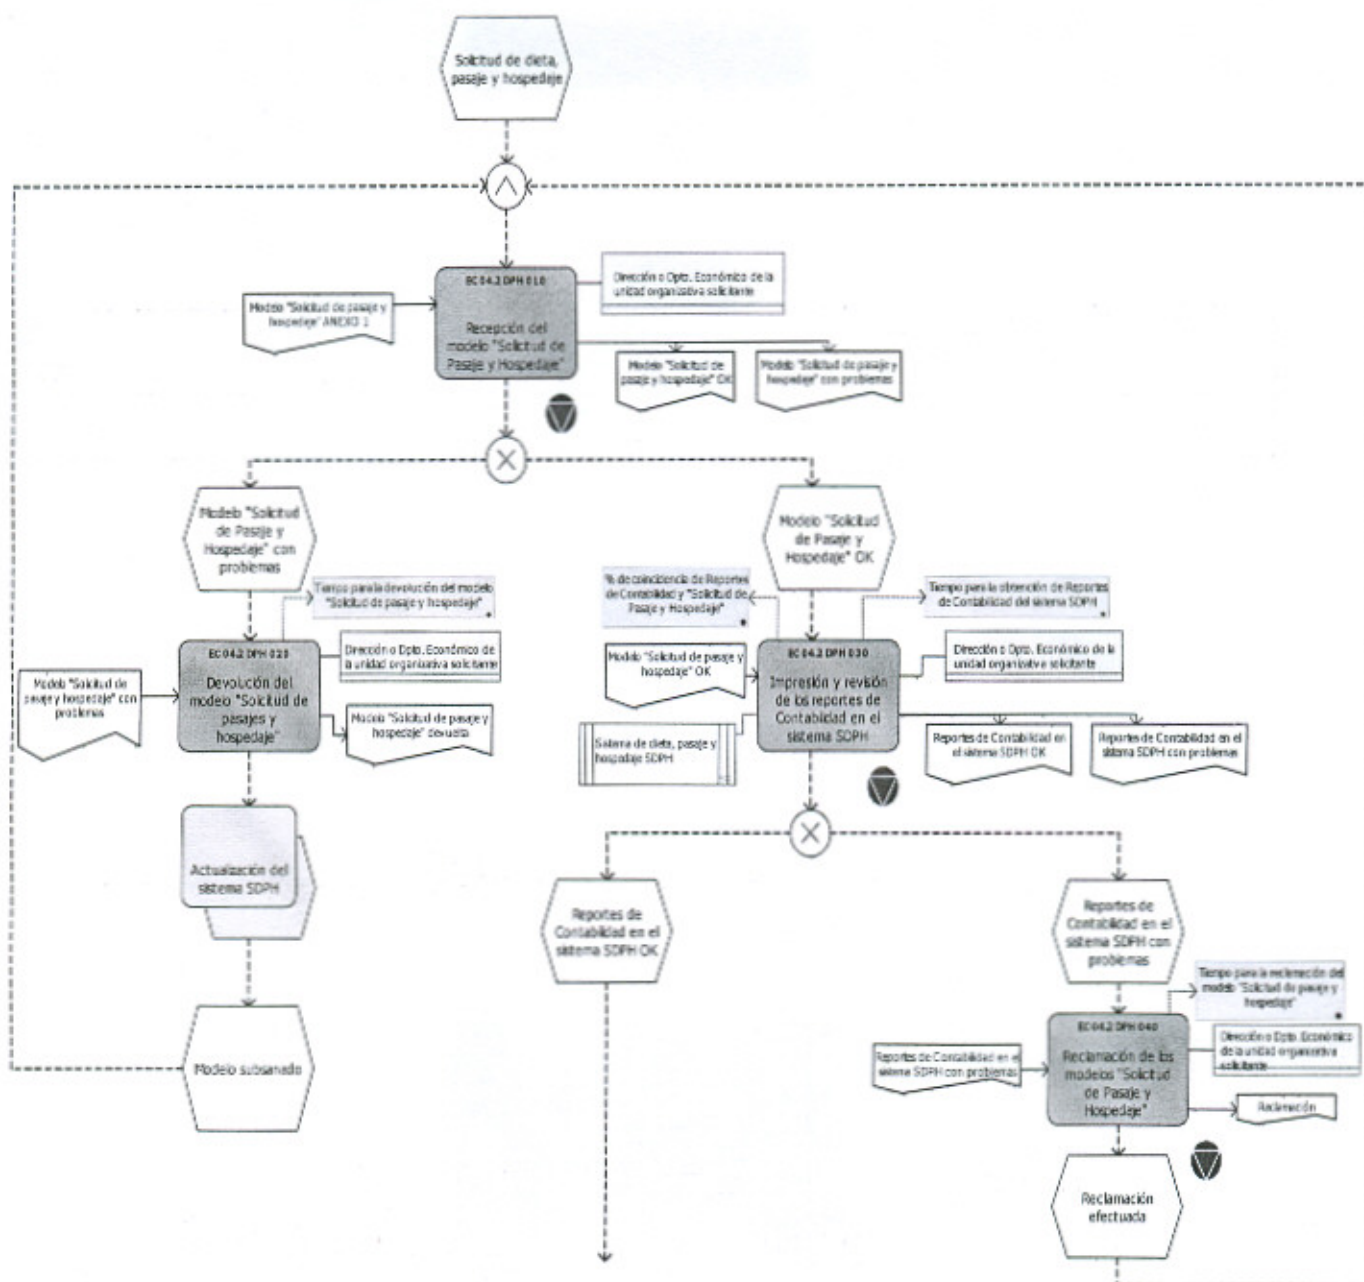 Solicitud de dieta,
pasaje y hospedaje
EC 04.2 DPH 010
Recepción del
modelo "Solicitud de
Pasaje y Hospedaje"
Dirección o Dpto. Económico de la
unidad organizativa solicitante
Modelo "Solicitud de pasaje y
hospedaje" ANEXO 1
Modelo "Solicitud de
pasaje y hospedaje" OK
Modelo "Solicitud de pasaje y
hospedaje" con problemas
Modelo "Solicitud
de Pasaje y
Hospedaje" con
problemas
Modelo "Solicitud
de Pasaje y
Hospedaje" OK
Tiempo para la devolución del modelo
"Solicitud de pasaje y hospedaje"
% de coincidencia de Reportes
de Contabilidad y "Solicitud de
Pasaje y Hospedaje"
Tiempo para la obtención de Reportes
de Contabilidad del sistema SDPH
EC 04.2 DPH 020
Devolución del
modelo "Solicitud de
pasajes y
hospedaje"
Dirección o Dpto. Económico de
la unidad organizativa solicitante
Modelo "Solicitud de
pasaje y hospedaje" con
problemas
Modelo "Solicitud de pasaje y
hospedaje" devuelta
Modelo "Solicitud de pasaje y
hospedaje" OK
EC 04.2 DPH 030
Impresión y revisión
de los reportes de
Contabilidad en el
sistema SDPH
Dirección o Dpto. Económico de la
unidad organizativa solicitante
Sistema de dieta, pasaje y
hospedaje SDPH
Reportes de Contabilidad en
el sistema SDPH OK
Reportes de Contabilidad en el
sistema SDPH con problemas
Actualización del
sistema SDPH
Reportes de
Contabilidad en el
sistema SDPH OK
Reportes de
Contabilidad en el
sistema SDPH con
problemas
Tiempo para la reclamación del
modelo "Solicitud de pasaje y
hospedaje"
Modelo subsanado
Reportes de Contabilidad en el
sistema SDPH con problemas
EC 04.2 DPH 040
Reclamación de los
modelos "Solicitud
de Pasaje y
Hospedaje"
Dirección o Dpto. Económico
de la unidad organizativa
solicitante
Reclamación
Reclamación
efectuada